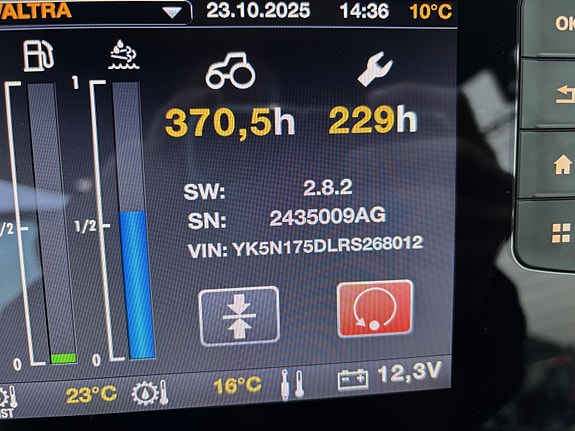 VALTRA 23.10.2025 14:36 10°C
OK
1
370,5h 229h
SW: 2.8.2
SN: 2435009AG
1/2 1/2
VIN: YK5N175DLRS268012
0 0
23°C 16°C 12,3V